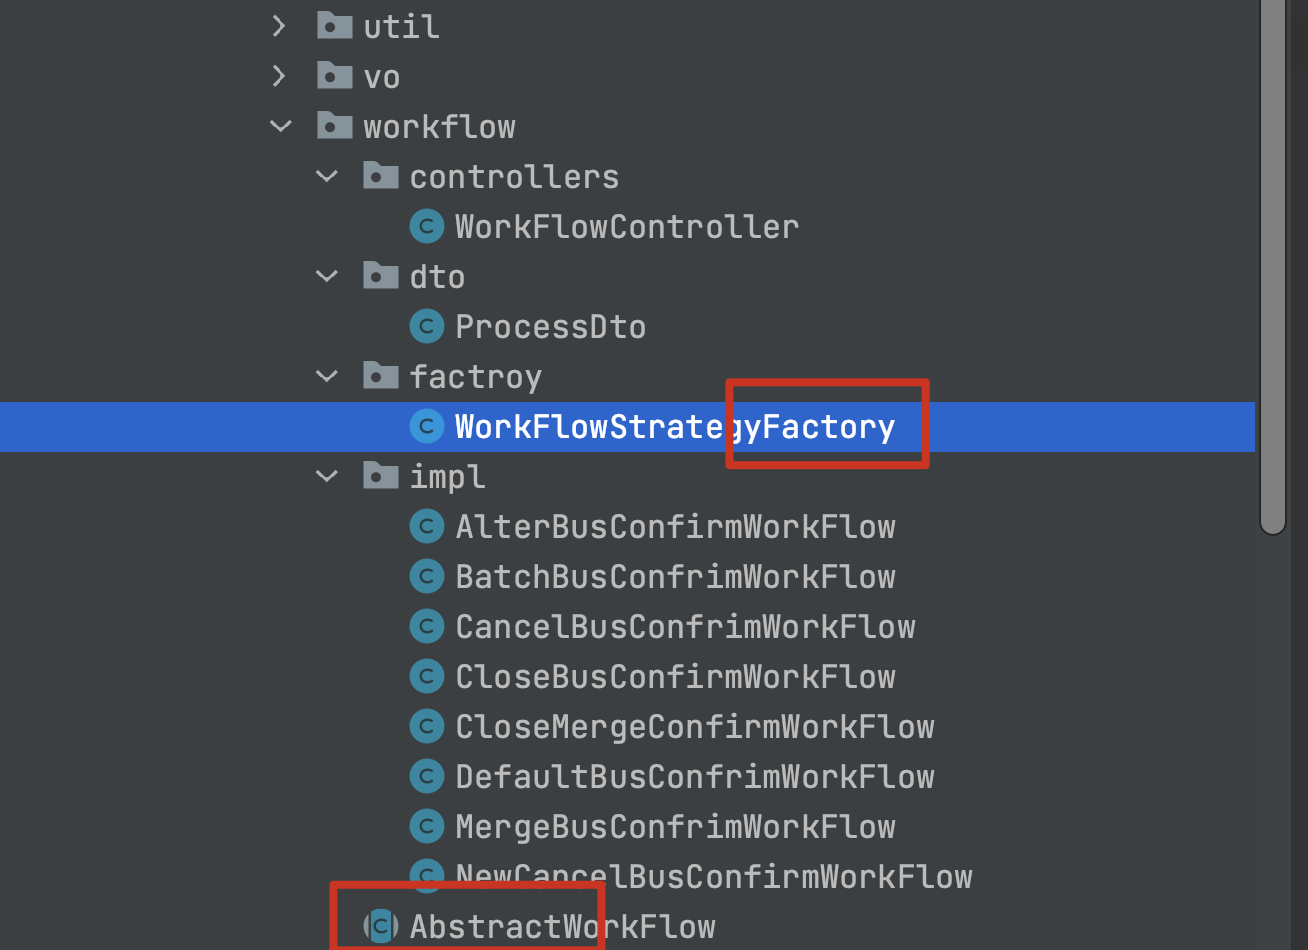 util
vo
workflow
controllers
WorkFlowController
dto
ProcessDto
factroy
WorkFlowStrategyFactory
impl
AlterBusConfirmWorkFlow
BatchBusConfrimWorkFlow
CancelBusConfrimWorkFlow
CloseBusConfirmWorkFlow
CloseMergeConfirmWorkFlow
DefaultBusConfrimWorkFlow
MergeBusConfrimWorkFlow
NewCancelBusConfirmWorkFlow
AbstractWorkFlow